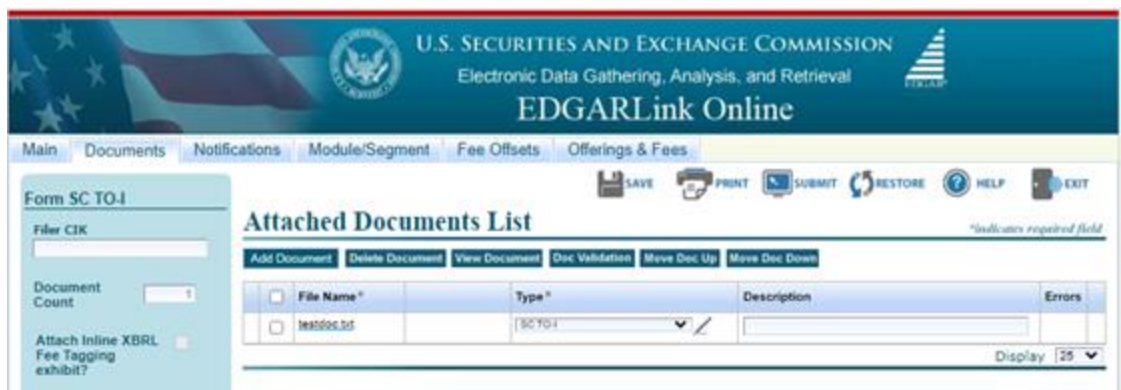 U.S. SECURITIES AND EXCHANGE COMMISSION
Electronic Data Gathering, Analysis, and Retrieval
EDGAR
EDGARLink Online
Main Documents Notifications Module/Segment Fee Offsets Offerings & Fees
SAVE PRINT SUBMIT RESTORE HELP EXIT
Form SC TO-I
Filer CIK
Document Count 1
Attach Inline XBRL Fee Tagging exhibit?
Attached Documents List
*indicates required field
Add Document Delete Document View Document Doc Validation Move Doc Up Move Doc Down
File Name* Type* Description Errors
testdoc.txt SC TO-I
Display 25